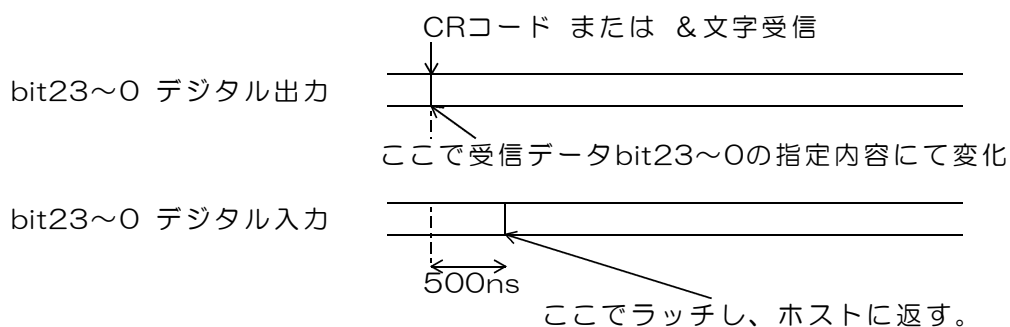 CRコード または &文字受信
bit23～0 デジタル出力
ここで受信データbit23～0の指定内容にて変化
bit23～0 デジタル入力
500ns
ここでラッチし、ホストに返す。